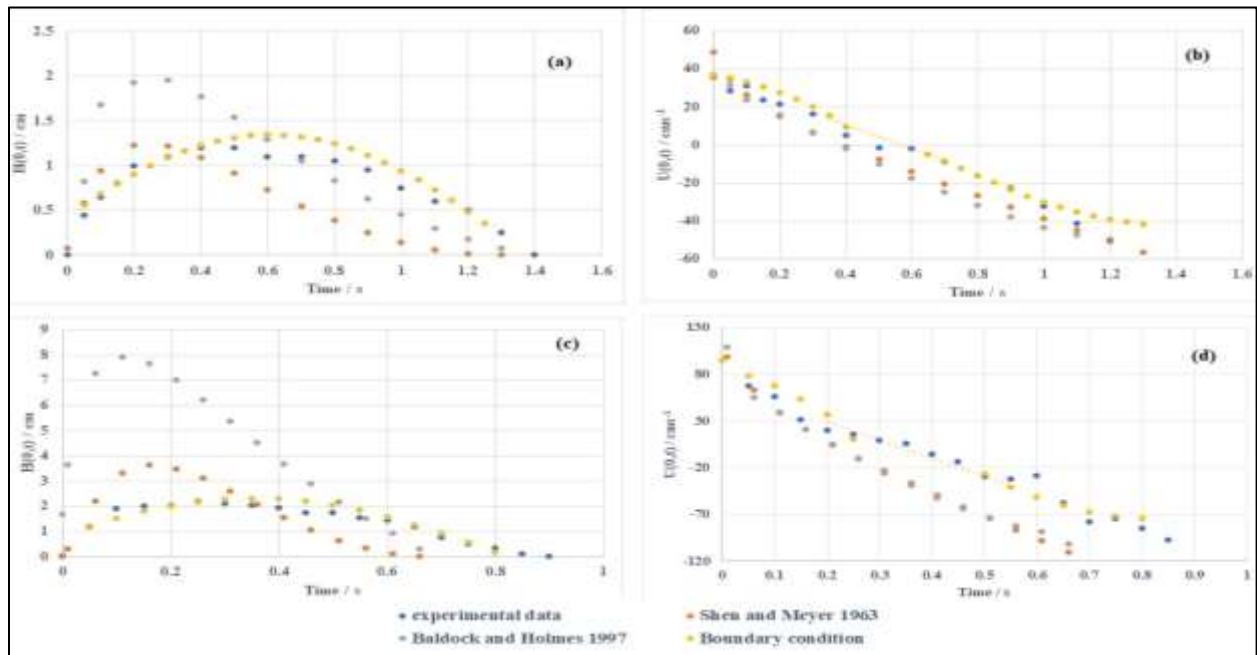 2.5
2
1.5
1
0.5
0
B(0,t) / cm
(a)
0 0.2 0.4 0.6 0.8 1 1.2 1.4 1.6
Time / s
60
40
20
0
-20
-40
-60
(b)
0 0.2 0.4 0.6 0.8 1 1.2 1.4 1.6
Time / s
9
8
7
6
5
4
3
2
1
0
B(0,t) / cm
(c)
0 0.2 0.4 0.6 0.8 1
Time / s
130
80
30
-20
-70
-120
(d)
0 0.1 0.2 0.3 0.4 0.5 0.6 0.7 0.8 0.9 1
Time / s
experimental data
Shen and Meyer 1963
Baldock and Holmes 1997
Boundary condition